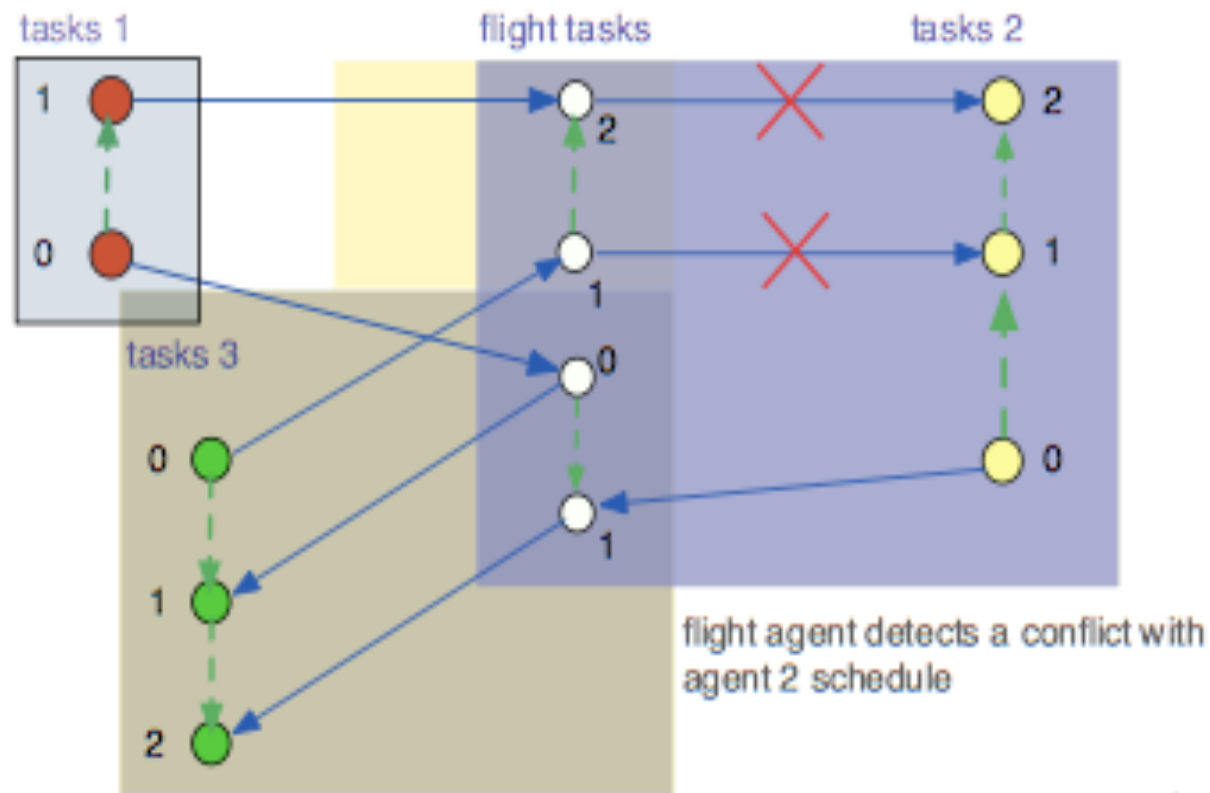 tasks 1
flight tasks
tasks 2
1
2
2
0
1
1
tasks 3
0
0
0
1
1
2
flight agent detects a conflict with
agent 2 schedule